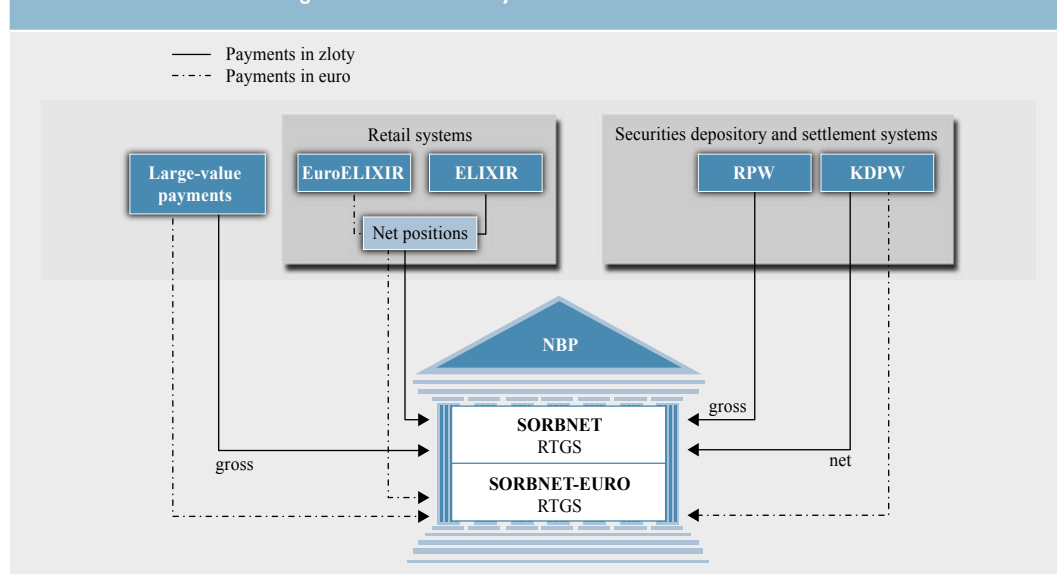 Payments in zloty
Payments in euro
Retail systems
Securities depository and settlement systems
Large-value
payments
EuroELIXIR
ELIXIR
RPW
KDPW
Net positions
NBP
gross
SORBNET
RTGS
gross
net
SORBNET-EURO
RTGS